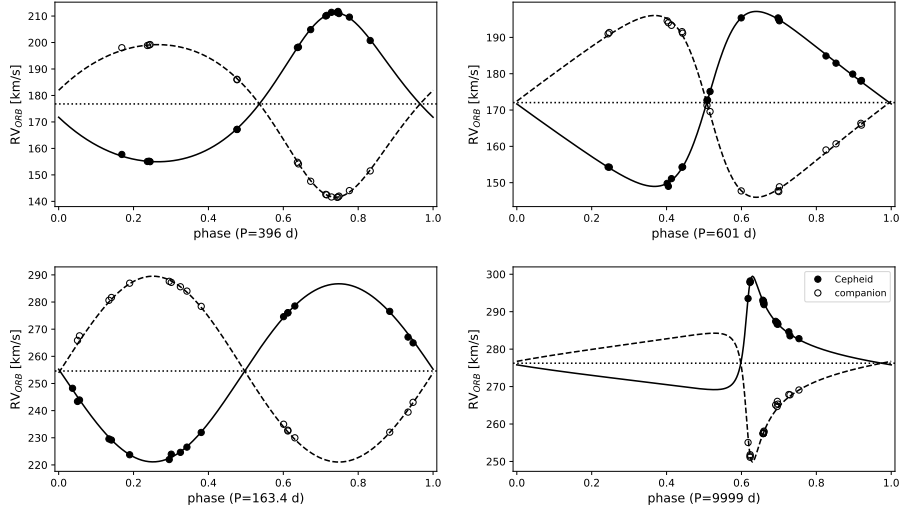 RV_ORB [km/s]
210
200
190
180
170
160
150
140
0.0 0.2 0.4 0.6 0.8 1.0
phase (P=396 d)
RV_ORB [km/s]
190
180
170
160
150
0.0 0.2 0.4 0.6 0.8 1.0
phase (P=601 d)
RV_ORB [km/s]
290
280
270
260
250
240
230
220
0.0 0.2 0.4 0.6 0.8 1.0
phase (P=163.4 d)
RV_ORB [km/s]
300
290
280
270
260
250
Cepheid
companion
0.0 0.2 0.4 0.6 0.8 1.0
phase (P=9999 d)